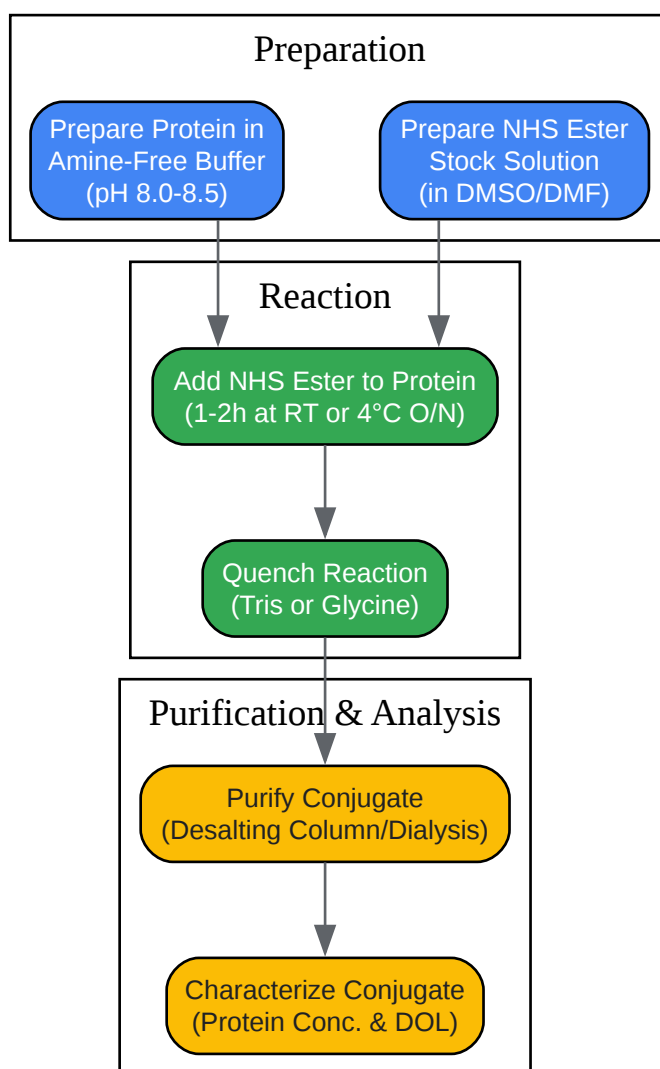 Preparation
Prepare Protein in
Amine-Free Buffer
(pH 8.0-8.5)
Prepare NHS Ester
Stock Solution
(in DMSO/DMF)
Reaction
Add NHS Ester to Protein
(1-2h at RT or 4°C O/N)
Quench Reaction
(Tris or Glycine)
Purification & Analysis
Purify Conjugate
(Desalting Column/Dialysis)
Characterize Conjugate
(Protein Conc. & DOL)